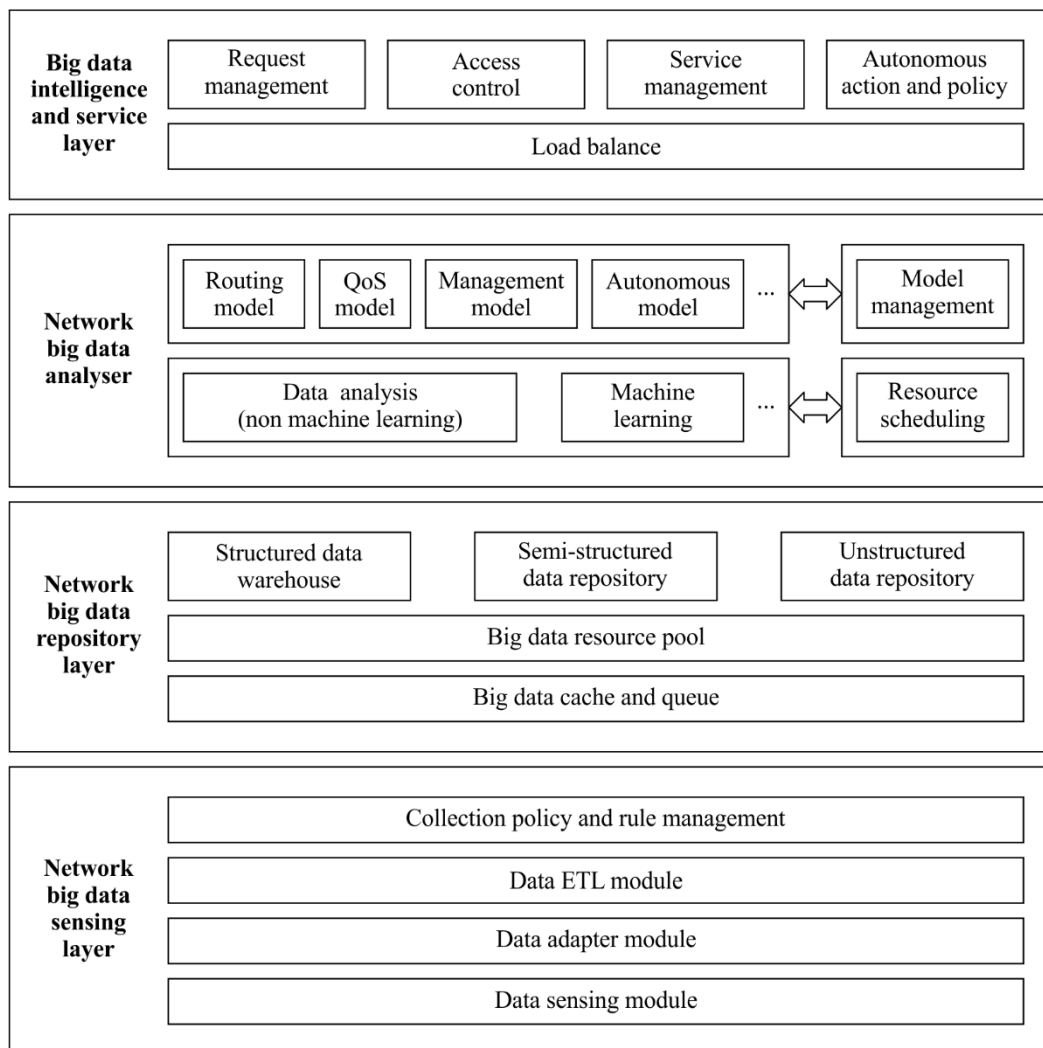 Big data
intelligence
and service
layer
Request
management
Access
control
Service
management
Autonomous
action and policy
Load balance
Network
big data
analyser
Routing
model
QoS
model
Management
model
Autonomous
model
...
Model
management
Data analysis
(non machine learning)
Machine
learning
...
Resource
scheduling
Network
big data
repository
layer
Structured data
warehouse
Semi-structured
data repository
Unstructured
data repository
Big data resource pool
Big data cache and queue
Network
big data
sensing
layer
Collection policy and rule management
Data ETL module
Data adapter module
Data sensing module